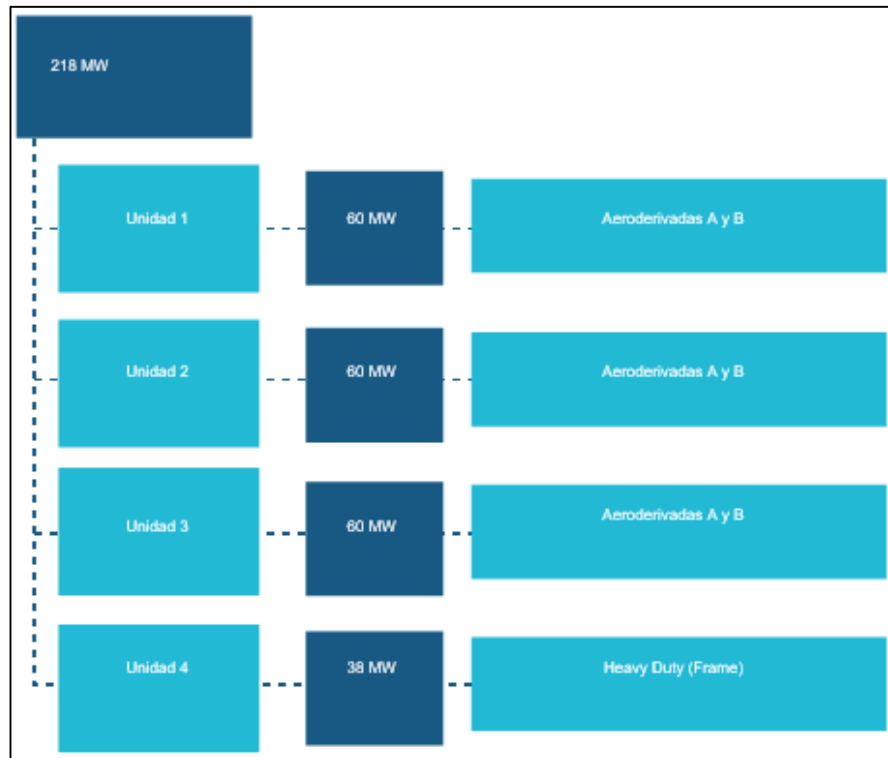 218 MW
Unidad 1
60 MW
Aeroderivadas A y B
Unidad 2
60 MW
Aeroderivadas A y B
Unidad 3
60 MW
Aeroderivadas A y B
Unidad 4
38 MW
Heavy Duty (Frame)